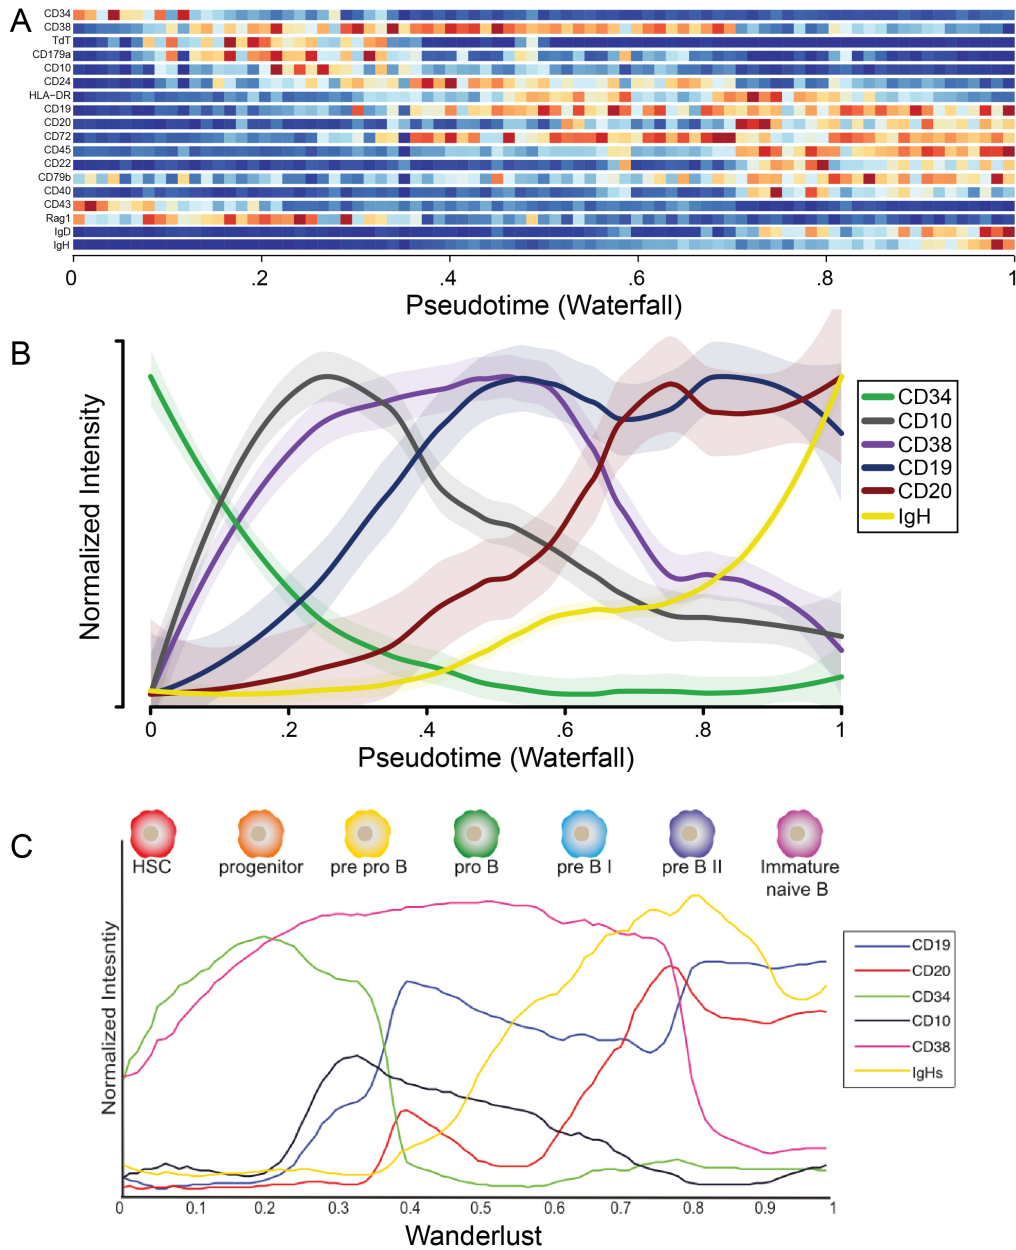 A
CD34
CD38
TdT
CD179a
CD10
CD24
HLA−DR
CD19
CD20
CD72
CD45
CD22
CD79b
CD40
CD43
Rag1
IgD
IgH
0 .2 .4 .6 .8 1
Pseudotime (Waterfall)
B
Normalized Intensity
CD34
CD10
CD38
CD19
CD20
IgH
0 .2 .4 .6 .8 1
Pseudotime (Waterfall)
C
HSC progenitor pre pro B pro B pre B I pre B II Immature
naive B
Normalized Intesntiy
CD19
CD20
CD34
CD10
CD38
IgHs
0 0.1 0.2 0.3 0.4 0.5 0.6 0.7 0.8 0.9 1
Wanderlust